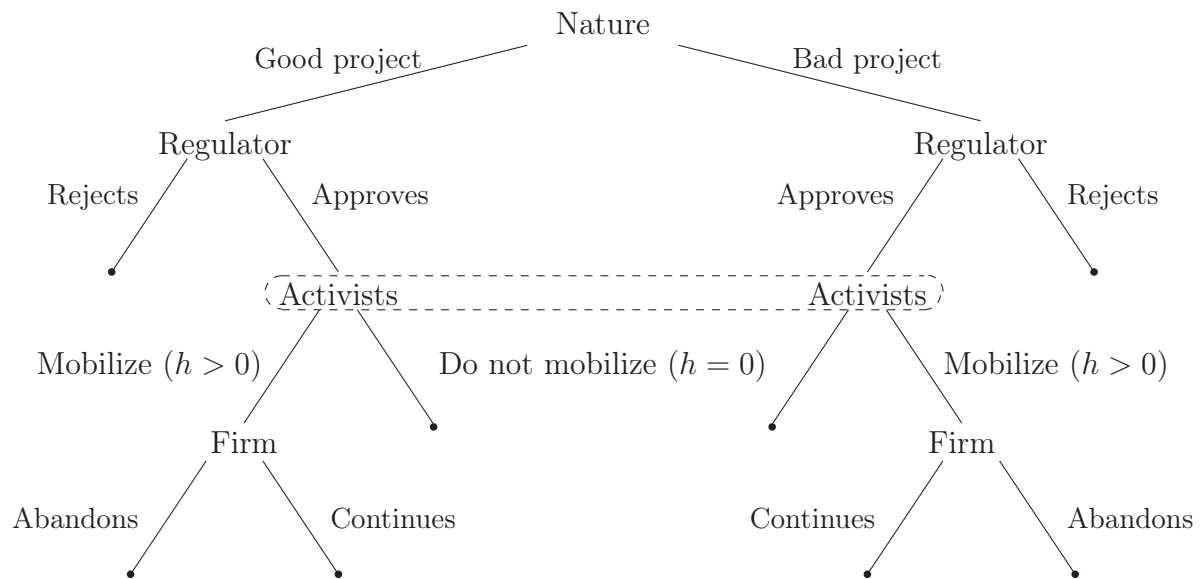 Nature
Good project Bad project
Regulator Regulator
Rejects Approves Approves Rejects
Activists Activists
Mobilize (h > 0) Do not mobilize (h = 0) Mobilize (h > 0)
Firm Firm
Abandons Continues Continues Abandons